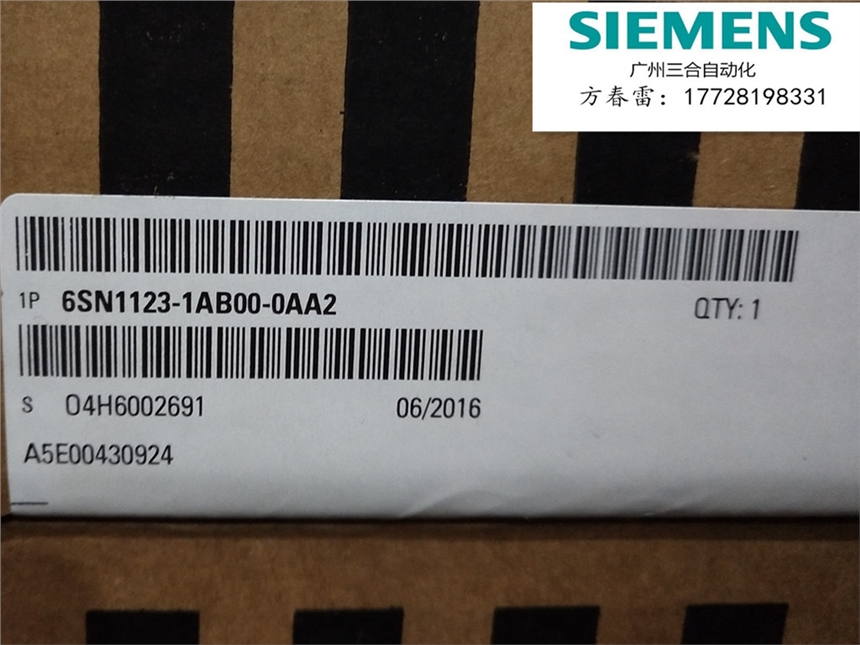 SIEMENS
广州三合自动化
方春雷：17728198331
1P 6SN1123-1AB00-0AA2 QTY: 1
S O4H6002691 06/2016
A5E00430924